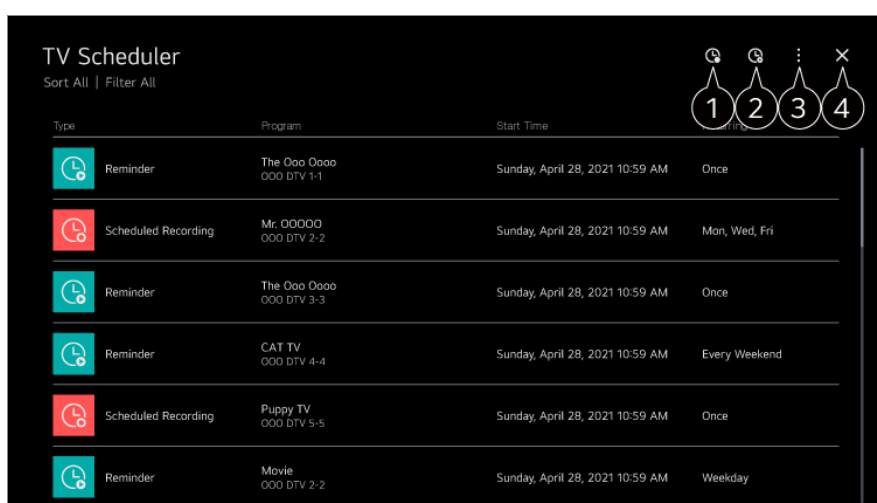 TV Scheduler
Sort All | Filter All
1 2 3 4
Type Program Start Time
Reminder The Ooo Oooo Sunday, April 28, 2021 10:59 AM Once
OOO DTV 1-1
Scheduled Recording Mr. OOOOO Sunday, April 28, 2021 10:59 AM Mon, Wed, Fri
OOO DTV 2-2
Reminder The Ooo Oooo Sunday, April 28, 2021 10:59 AM Once
OOO DTV 3-3
Reminder CAT TV Sunday, April 28, 2021 10:59 AM Every Weekend
OOO DTV 4-4
Scheduled Recording Puppy TV Sunday, April 28, 2021 10:59 AM Once
OOO DTV 5-5
Reminder Movie Sunday, April 28, 2021 10:59 AM Weekday
OOO DTV 2-2